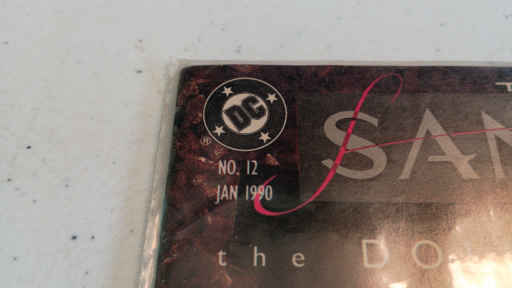 DC
®
NO. 12
JAN 1990
SAN
the DO